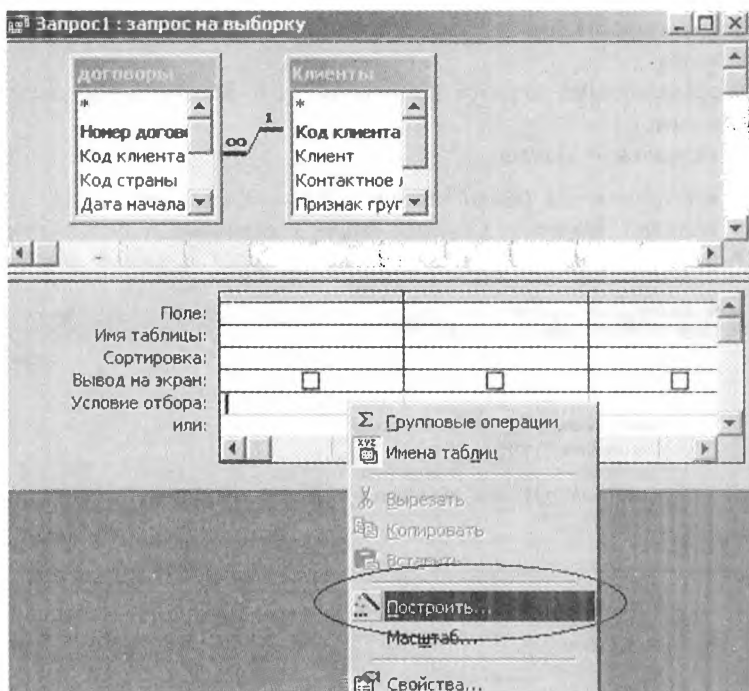 Запрос1 : запрос на выборку
договоры
*
Номер догов
Код клиента
Код страны
Дата начала
∞ 1
Клиенты
*
Код клиента
Клиент
Контактное л
Признак груп
Поле:
Имя таблицы:
Сортировка:
Вывод на экран:
Условие отбора:
или:
Σ Групповые операции
XYZ
Имена таблиц
Вырезать
Копировать
Вставить
Построить...
Масштаб...
Свойства...